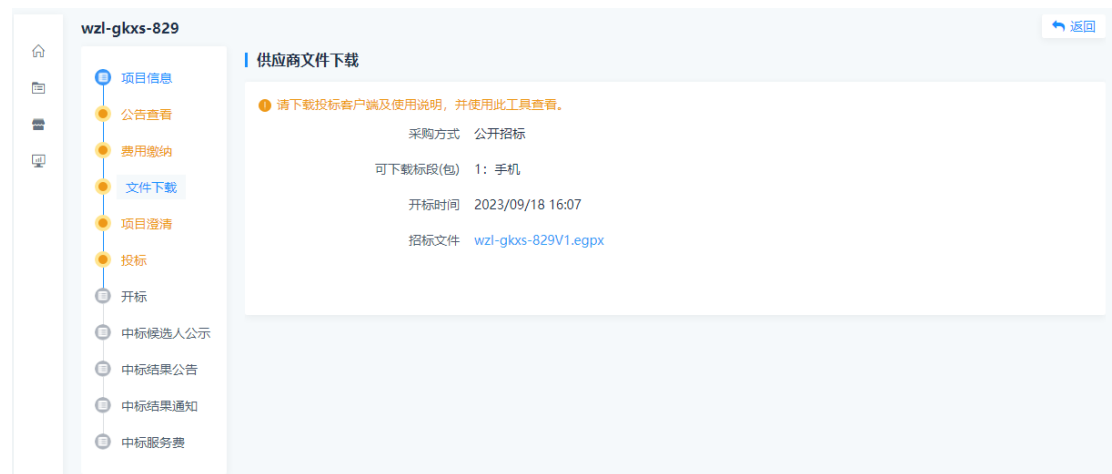 wzl-gkxs-829
返回
项目信息
公告查看
费用缴纳
文件下载
项目澄清
投标
开标
中标候选人公示
中标结果公告
中标结果通知
中标服务费
供应商文件下载
请下载投标客户端及使用说明，并使用此工具查看。
采购方式 公开招标
可下载标段(包) 1：手机
开标时间 2023/09/18 16:07
招标文件 wzl-gkxs-829V1.egpx